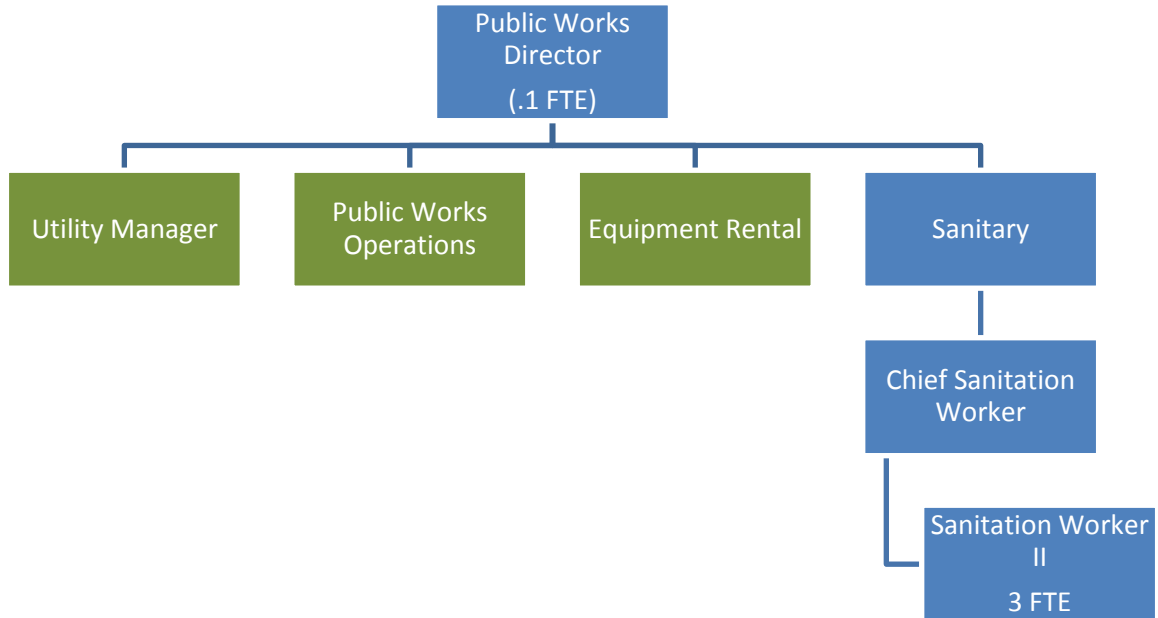 Public Works
Director
(.1 FTE)
Utility Manager
Public Works
Operations
Equipment Rental
Sanitary
Chief Sanitation
Worker
Sanitation Worker
II
3 FTE